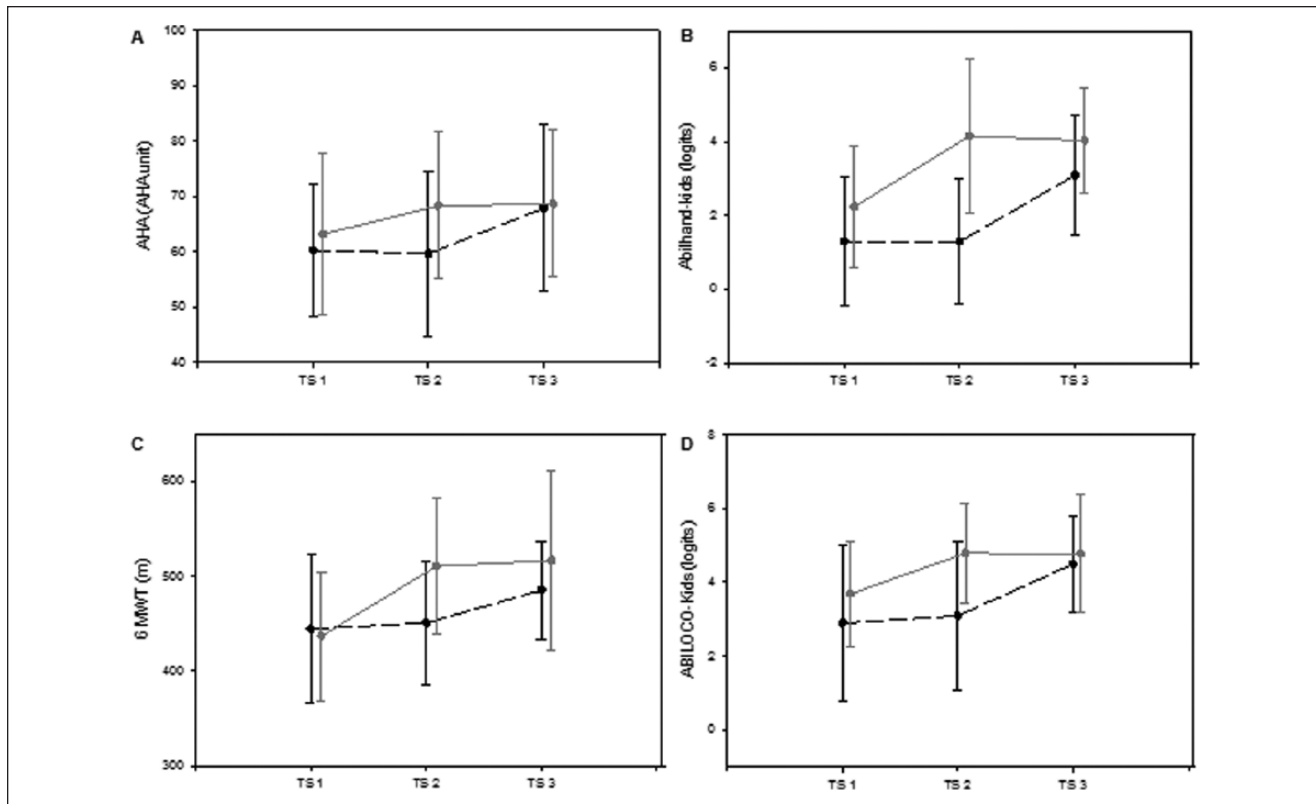 A
AHA (AHAunit)
100
90
80
70
60
50
40
TS 1
TS 2
TS 3
B
Abilhand-kids (logits)
6
4
2
0
-2
TS 1
TS 2
TS 3
C
6 MWT (m)
600
500
400
300
TS 1
TS 2
TS 3
D
ABILOCO-Kids (logits)
8
6
4
2
0
TS 1
TS 2
TS 3